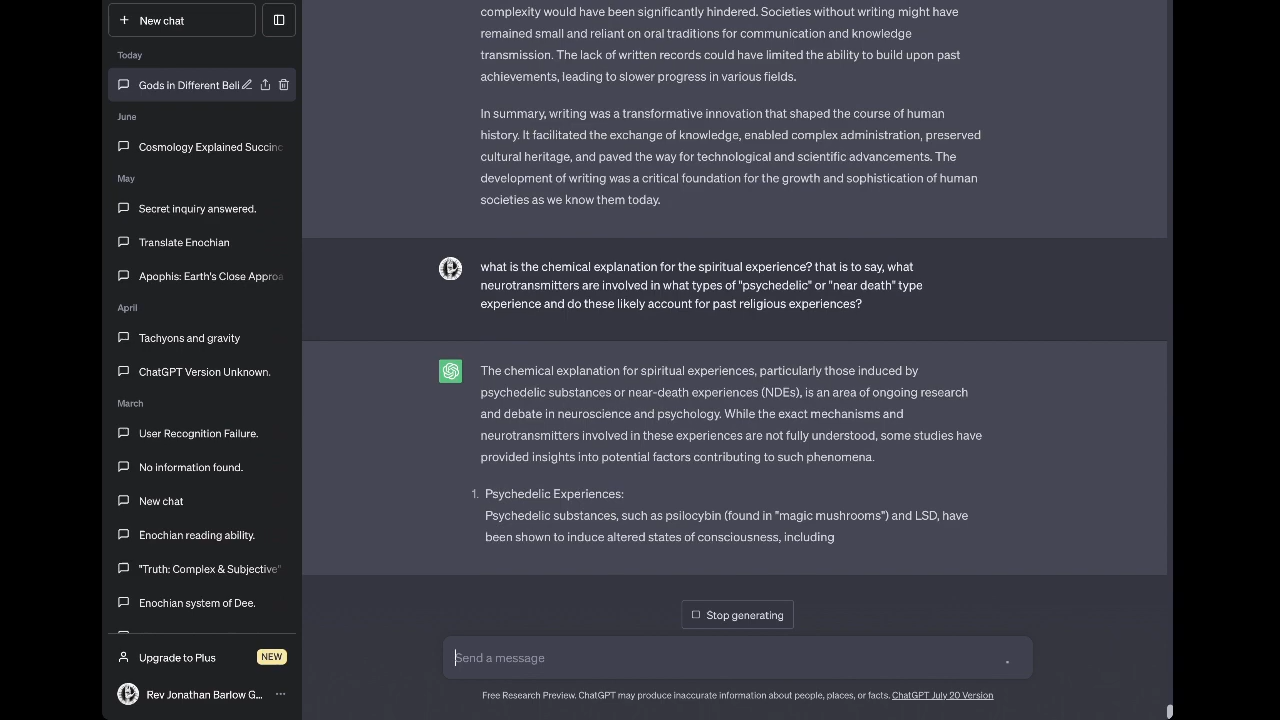 New chat
Today
Gods in Different Beli
June
Cosmology Explained Succinc
May
Secret inquiry answered.
Translate Enochian
Apophis: Earth's Close Approa
April
Tachyons and gravity
ChatGPT Version Unknown.
March
User Recognition Failure.
No information found.
New chat
Enochian reading ability.
"Truth: Complex & Subjective"
Enochian system of Dee.
Upgrade to Plus NEW
Rev Jonathan Barlow G...
complexity would have been significantly hindered. Societies without writing might have
remained small and reliant on oral traditions for communication and knowledge
transmission. The lack of written records could have limited the ability to build upon past
achievements, leading to slower progress in various fields.
In summary, writing was a transformative innovation that shaped the course of human
history. It facilitated the exchange of knowledge, enabled complex administration, preserved
cultural heritage, and paved the way for technological and scientific advancements. The
development of writing was a critical foundation for the growth and sophistication of human
societies as we know them today.
what is the chemical explanation for the spiritual experience? that is to say, what
neurotransmitters are involved in what types of "psychedelic" or "near death" type
experience and do these likely account for past religious experiences?
The chemical explanation for spiritual experiences, particularly those induced by
psychedelic substances or near-death experiences (NDEs), is an area of ongoing research
and debate in neuroscience and psychology. While the exact mechanisms and
neurotransmitters involved in these experiences are not fully understood, some studies have
provided insights into potential factors contributing to such phenomena.
1. Psychedelic Experiences:
Psychedelic substances, such as psilocybin (found in "magic mushrooms") and LSD, have
been shown to induce altered states of consciousness, including
Stop generating
Send a message
Free Research Preview. ChatGPT may produce inaccurate information about people, places, or facts. ChatGPT July 20 Version